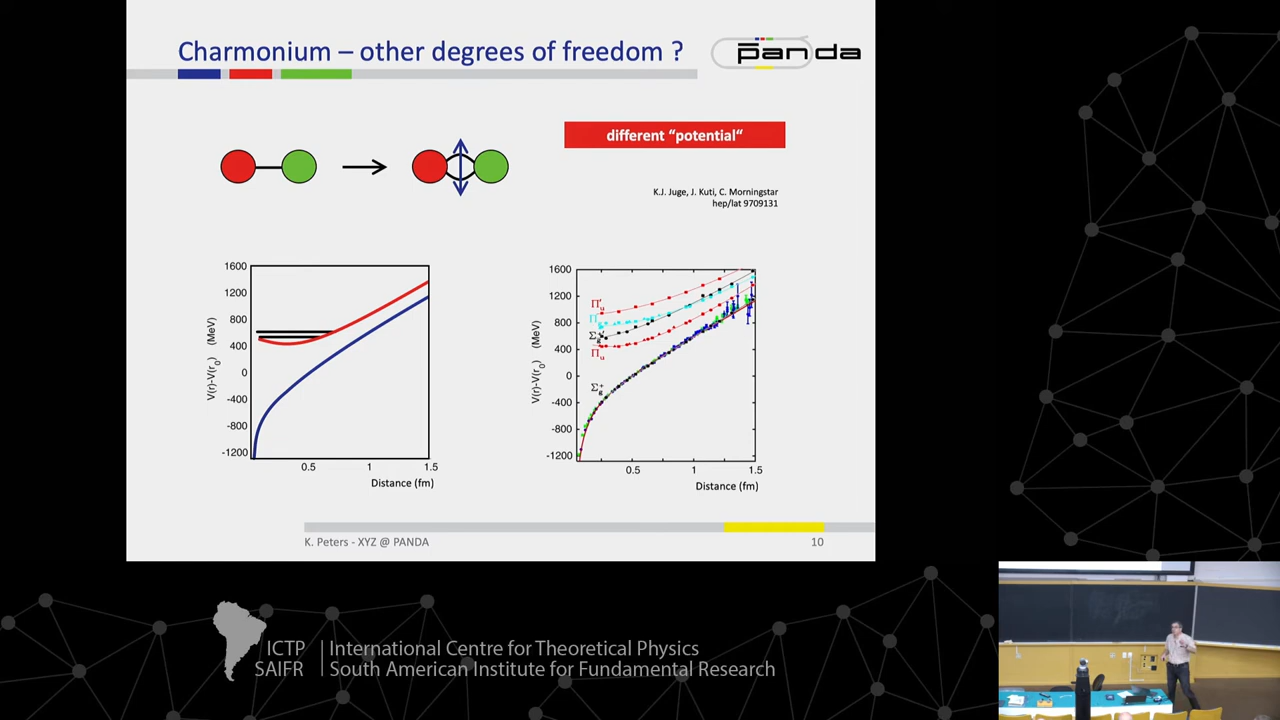 Charmonium – other degrees of freedom ?
panda
different "potential"
K.J. Juge, J. Kuti, C. Morningstar
hep/lat 9709131
1600
1200
800
400
0
-400
-800
-1200
V(r)-V(r₀) (MeV)
0.5
1
1.5
Distance (fm)
1600
1200
800
400
0
-400
-800
-1200
V(r)-V(r₀) (MeV)
Π'ᵤ
Πᵤ
Σ⁺g
0.5
1
1.5
Distance (fm)
K. Peters - XYZ @ PANDA
10
ICTP
SAIFR
International Centre for Theoretical Physics
South American Institute for Fundamental Research